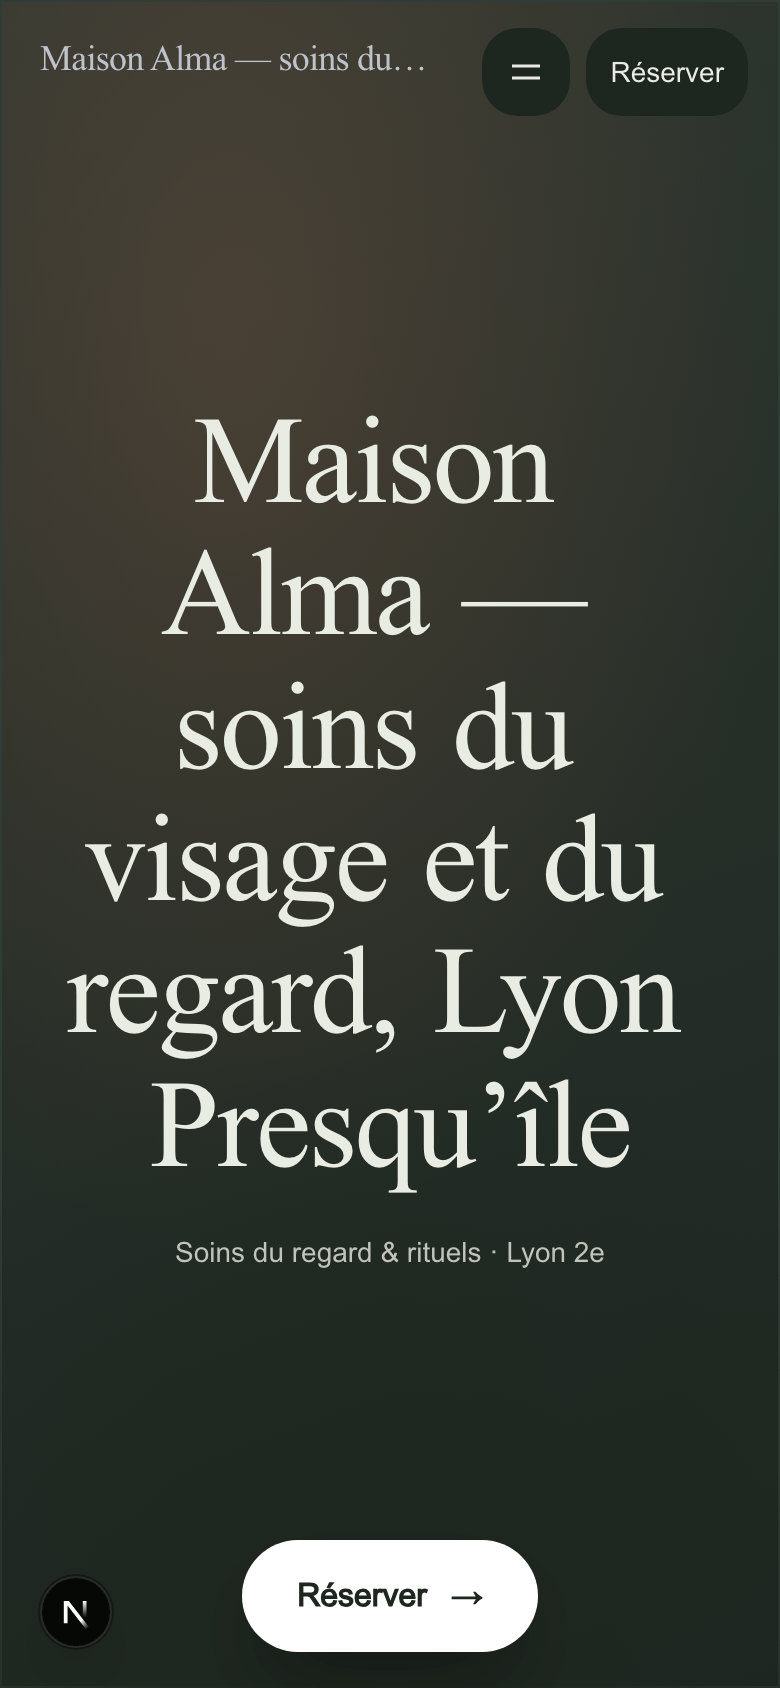 Maison Alma — soins du…
Réserver
Maison
Alma —
soins du
visage et du
regard, Lyon
Presqu’île
Soins du regard & rituels · Lyon 2e
N
Réserver →